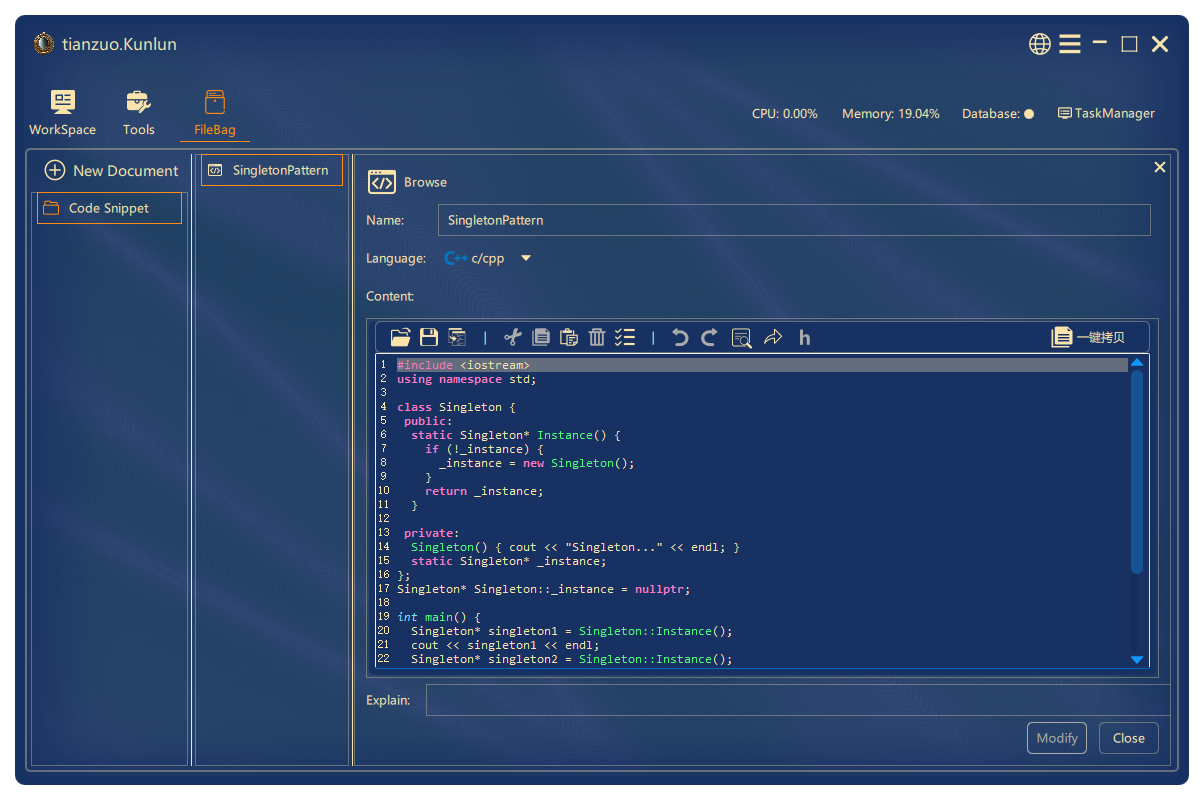 tianzuo.Kunlun
WorkSpace
Tools
FileBag
CPU: 0.00%
Memory: 19.04%
Database:
TaskManager
New Document
Code Snippet
SingletonPattern
Browse
Name:
SingletonPattern
Language:
C++ c/cpp
Content:
h
一键拷贝
1 #include <iostream>
2 using namespace std;
3
4 class Singleton {
5  public:
6   static Singleton* Instance() {
7     if (!_instance) {
8       _instance = new Singleton();
9     }
10     return _instance;
11   }
12
13  private:
14   Singleton() { cout << "Singleton..." << endl; }
15   static Singleton* _instance;
16 };
17 Singleton* Singleton::_instance = nullptr;
18
19 int main() {
20   Singleton* singleton1 = Singleton::Instance();
21   cout << singleton1 << endl;
22   Singleton* singleton2 = Singleton::Instance();
Explain:
Modify
Close